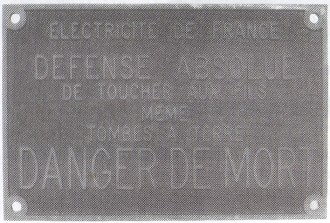 ELECTRICITE DE FRANCE
DEFENSE ABSOLUE
DE TOUCHER AUX FILS
MEME
TOMBES A TERRE
DANGER DE MORT